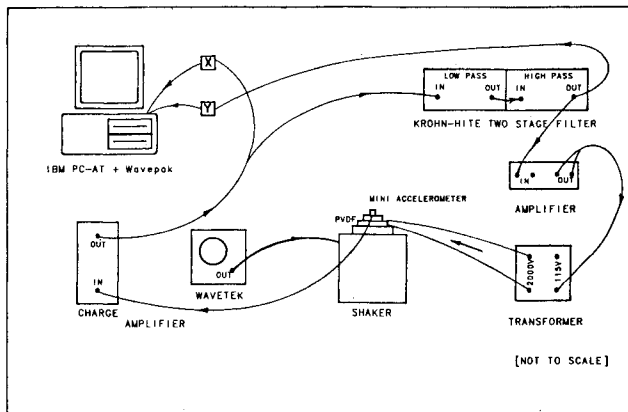 X
Y
LOW PASS
HIGH PASS
IN
OUT
IN
OUT
KROHN-HITE TWO STAGE FILTER
IBM PC-AT + Wavepak
IN
OUT
AMPLIFIER
MINI ACCELEROMETER
PVDF
OUT
IN
CHARGE
AMPLIFIER
OUT
WAVETEK
SHAKER
2000V
115V
TRANSFORMER
[NOT TO SCALE]